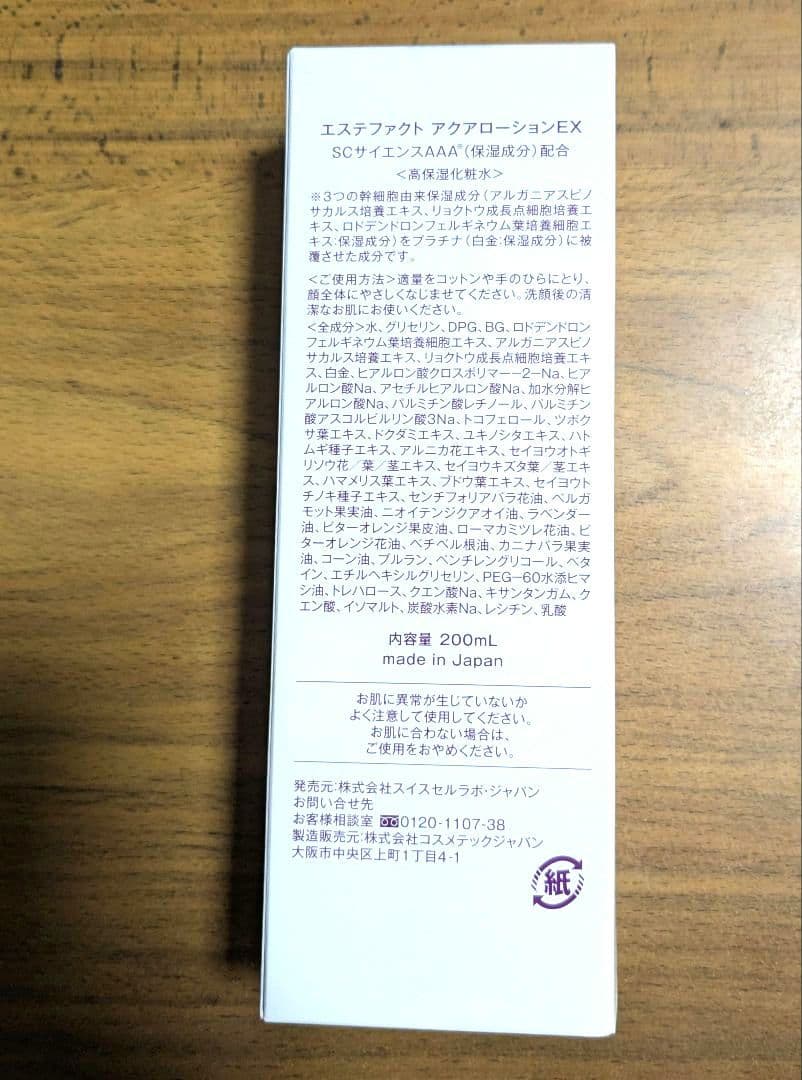 エステファクト アクアローションEX
SCサイエンスAAA®(保湿成分)配合
<高保湿化粧水>
※3つの幹細胞由来保湿成分(アルガニアスピノ
サカルス培養エキス、リョクトウ成長点細胞培養エ
キス、ロドデンドロンフェルギネウム葉培養細胞エ
キス:保湿成分)をプラチナ(白金:保湿成分)に被
覆させた成分です。
<ご使用方法>適量をコットンや手のひらにとり、
顔全体にやさしくなじませてください。洗顔後の清
潔なお肌にお使いください。
<全成分>水、グリセリン、DPG、BG、ロドデンドロン
フェルギネウム葉培養細胞エキス、アルガニアスピノ
サカルス培養エキス、リョクトウ成長点細胞培養エキ
ス、白金、ヒアルロン酸クロスポリマー-2-Na、ヒア
ルロン酸Na、アセチルヒアルロン酸Na、加水分解ヒ
アルロン酸Na、パルミチン酸レチノール、パルミチン
酸アスコルビルリン酸3Na、トコフェロール、ツボク
サ葉エキス、ドクダミエキス、ユキノシタエキス、ハト
ムギ種子エキス、アルニカ花エキス、セイヨウオトギ
リソウ花/葉/茎エキス、セイヨウキズタ葉/茎エキ
ス、ハマメリス葉エキス、ブドウ葉エキス、セイヨウト
チノキ種子エキス、センチフォリアバラ花油、ベルガ
モット果実油、ニオイテンジクアオイ油、ラベンダー
油、ビターオレンジ果皮油、ローマカミツレ花油、ビ
ターオレンジ花油、ベチベル根油、カニナバラ果実
油、コーン油、プルラン、ペンチレングリコール、ベタ
イン、エチルヘキシルグリセリン、PEG-60水添ヒマ
シ油、トレハロース、クエン酸Na、キサンタンガム、ク
エン酸、イソマルト、炭酸水素Na、レシチン、乳酸
内容量 200mL
made in Japan
お肌に異常が生じていないか
よく注意して使用してください。
お肌に合わない場合は、
ご使用をおやめください。
発売元:株式会社スイスセルラボ・ジャパン
お問い合せ先
お客様相談室 0120-1107-38
製造販売元:株式会社コスメテックジャパン
大阪市中央区上町1丁目4-1
紙